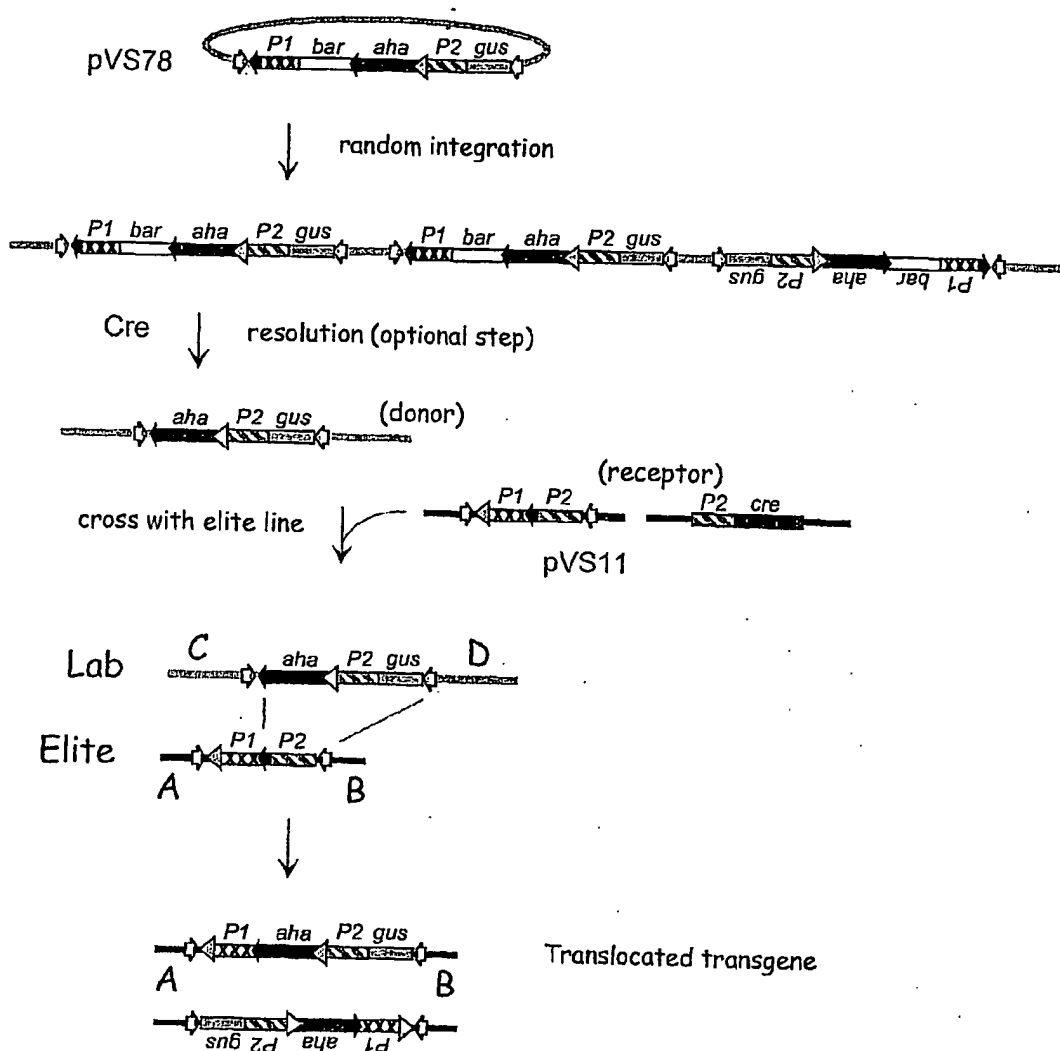 pVS78 P1 bar aha P2 gus
random integration
P1 bar aha P2 gus P1 bar aha P2 gus gus P2 aha bar P1
Cre resolution (optional step)
aha P2 gus (donor)
(receptor)
P1 P2 P2 cre
cross with elite line
pVS11
C D
Lab aha P2 gus
Elite P1 P2
A B
P1 aha P2 gus
A B Translocated transgene
gus P2 aha P1